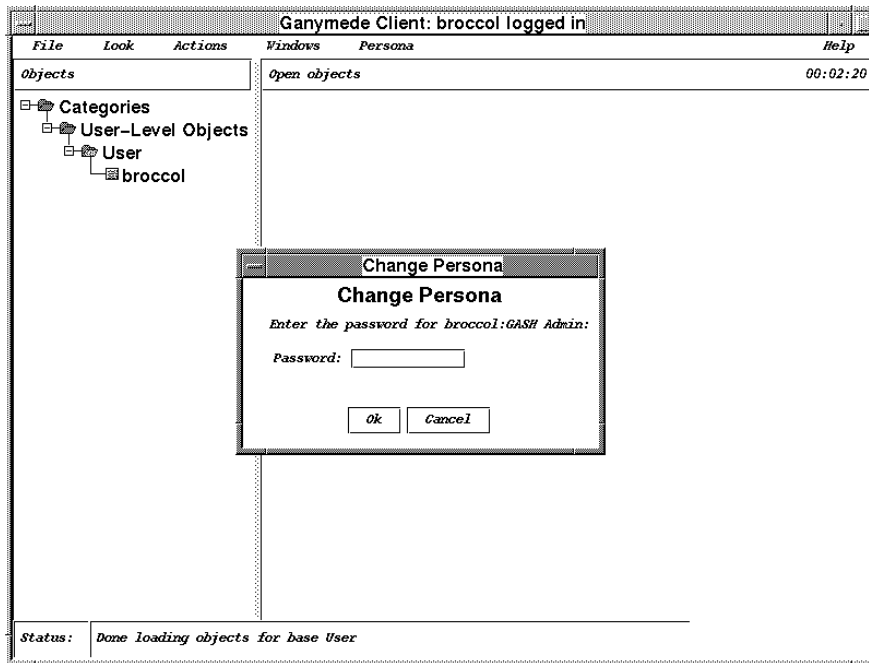 Ganymede Client: broccol logged in
File Look Actions Windows Persona Help
Objects
Open objects 00:02:20
Categories
User-Level Objects
User
broccol
Change Persona
Change Persona
Enter the password for broccol:GASH Admin:
Password:
Ok Cancel
Status: Done loading objects for base User